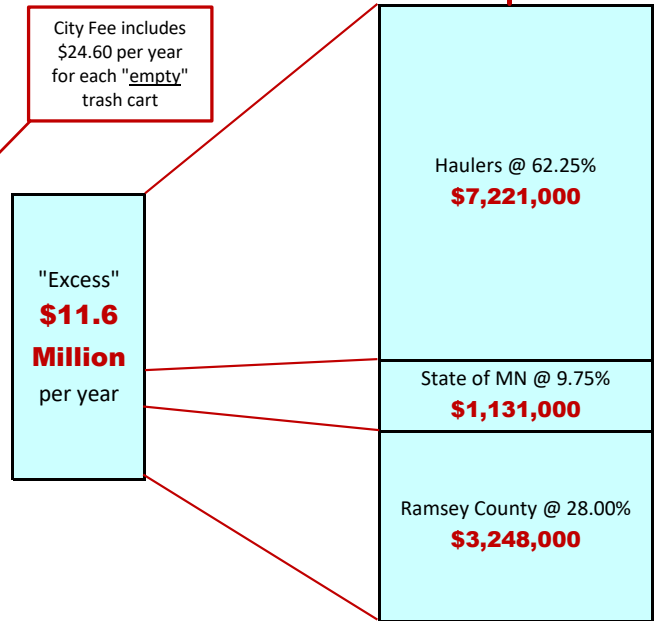 City Fee includes
$24.60 per year
for each "empty"
trash cart
"Excess"
$11.6
Million
per year
Haulers @ 62.25%
$7,221,000
State of MN @ 9.75%
$1,131,000
Ramsey County @ 28.00%
$3,248,000